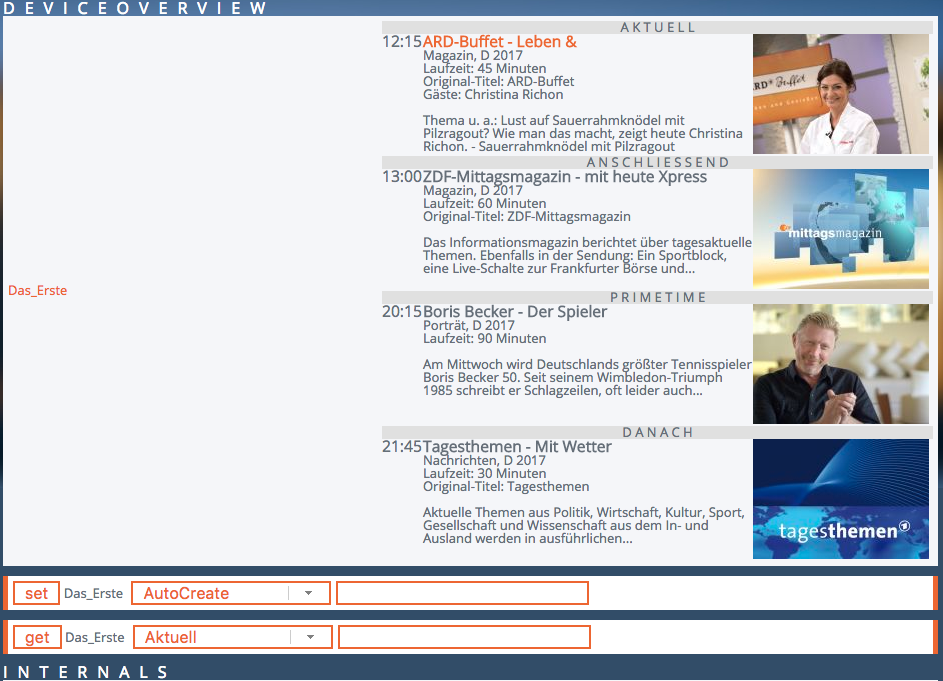 DEVICEOVERVIEW
Das_Erste
AKTUELL
12:15 ARD-Buffet - Leben &
Magazin, D 2017
Laufzeit: 45 Minuten
Original-Titel: ARD-Buffet
Gäste: Christina Richon
Thema u. a.: Lust auf Sauerrahmknödel mit
Pilzragout? Wie man das macht, zeigt heute Christina
Richon. - Sauerrahmknödel mit Pilzragout
ARD Buffet
ANSCHLIESSEND
13:00 ZDF-Mittagsmagazin - mit heute Xpress
Magazin, D 2017
Laufzeit: 60 Minuten
Original-Titel: ZDF-Mittagsmagazin
Das Informationsmagazin berichtet über tagesaktuelle
Themen. Ebenfalls in der Sendung: Ein Sportblock,
eine Live-Schalte zur Frankfurter Börse und...
mittagsmagazin
PRIMETIME
20:15 Boris Becker - Der Spieler
Porträt, D 2017
Laufzeit: 90 Minuten
Am Mittwoch wird Deutschlands größter Tennisspieler
Boris Becker 50. Seit seinem Wimbledon-Triumph
1985 schreibt er Schlagzeilen, oft leider auch...
DANACH
21:45 Tagesthemen - Mit Wetter
Nachrichten, D 2017
Laufzeit: 30 Minuten
Original-Titel: Tagesthemen
Aktuelle Themen aus Politik, Wirtschaft, Kultur, Sport,
Gesellschaft und Wissenschaft aus dem In- und
Ausland werden in ausführlichen...
tagesthemen
set Das_Erste AutoCreate
get Das_Erste Aktuell
INTERNALS